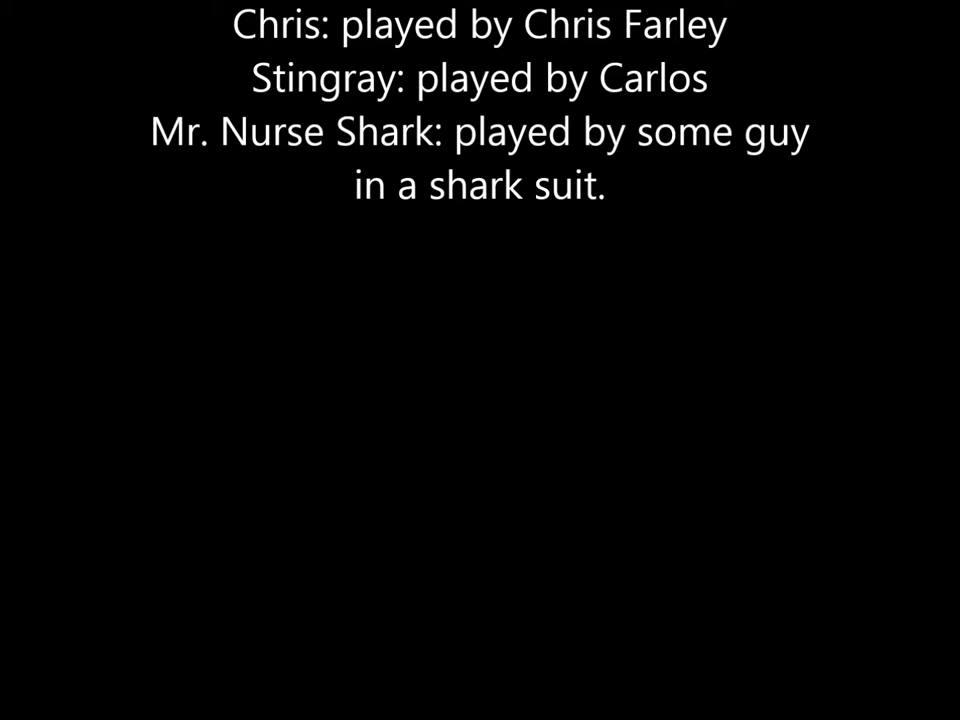 Chris: played by Chris Farley
Stingray: played by Carlos
Mr. Nurse Shark: played by some guy
in a shark suit.